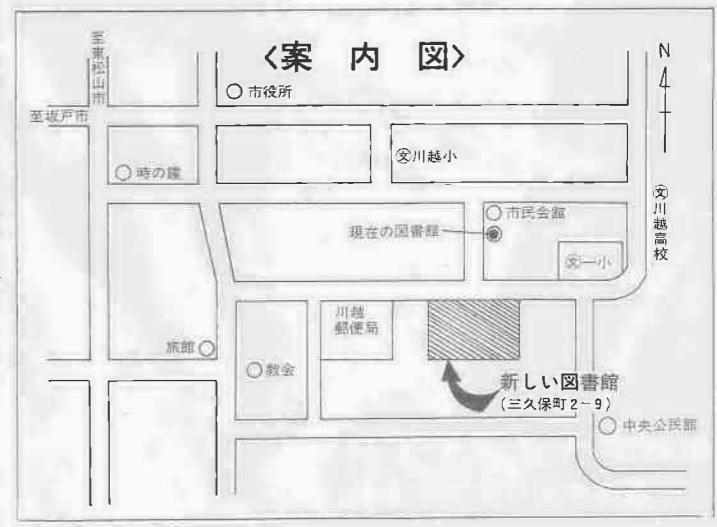 〈案内図〉
至東松山市
N
市役所
至坂戸市
文川越小
時の鐘
文川越高校
市民会館
現在の図書館
文一小
川越
郵便局
旅館
教会
新しい図書館
(三久保町2-9)
中央公民館